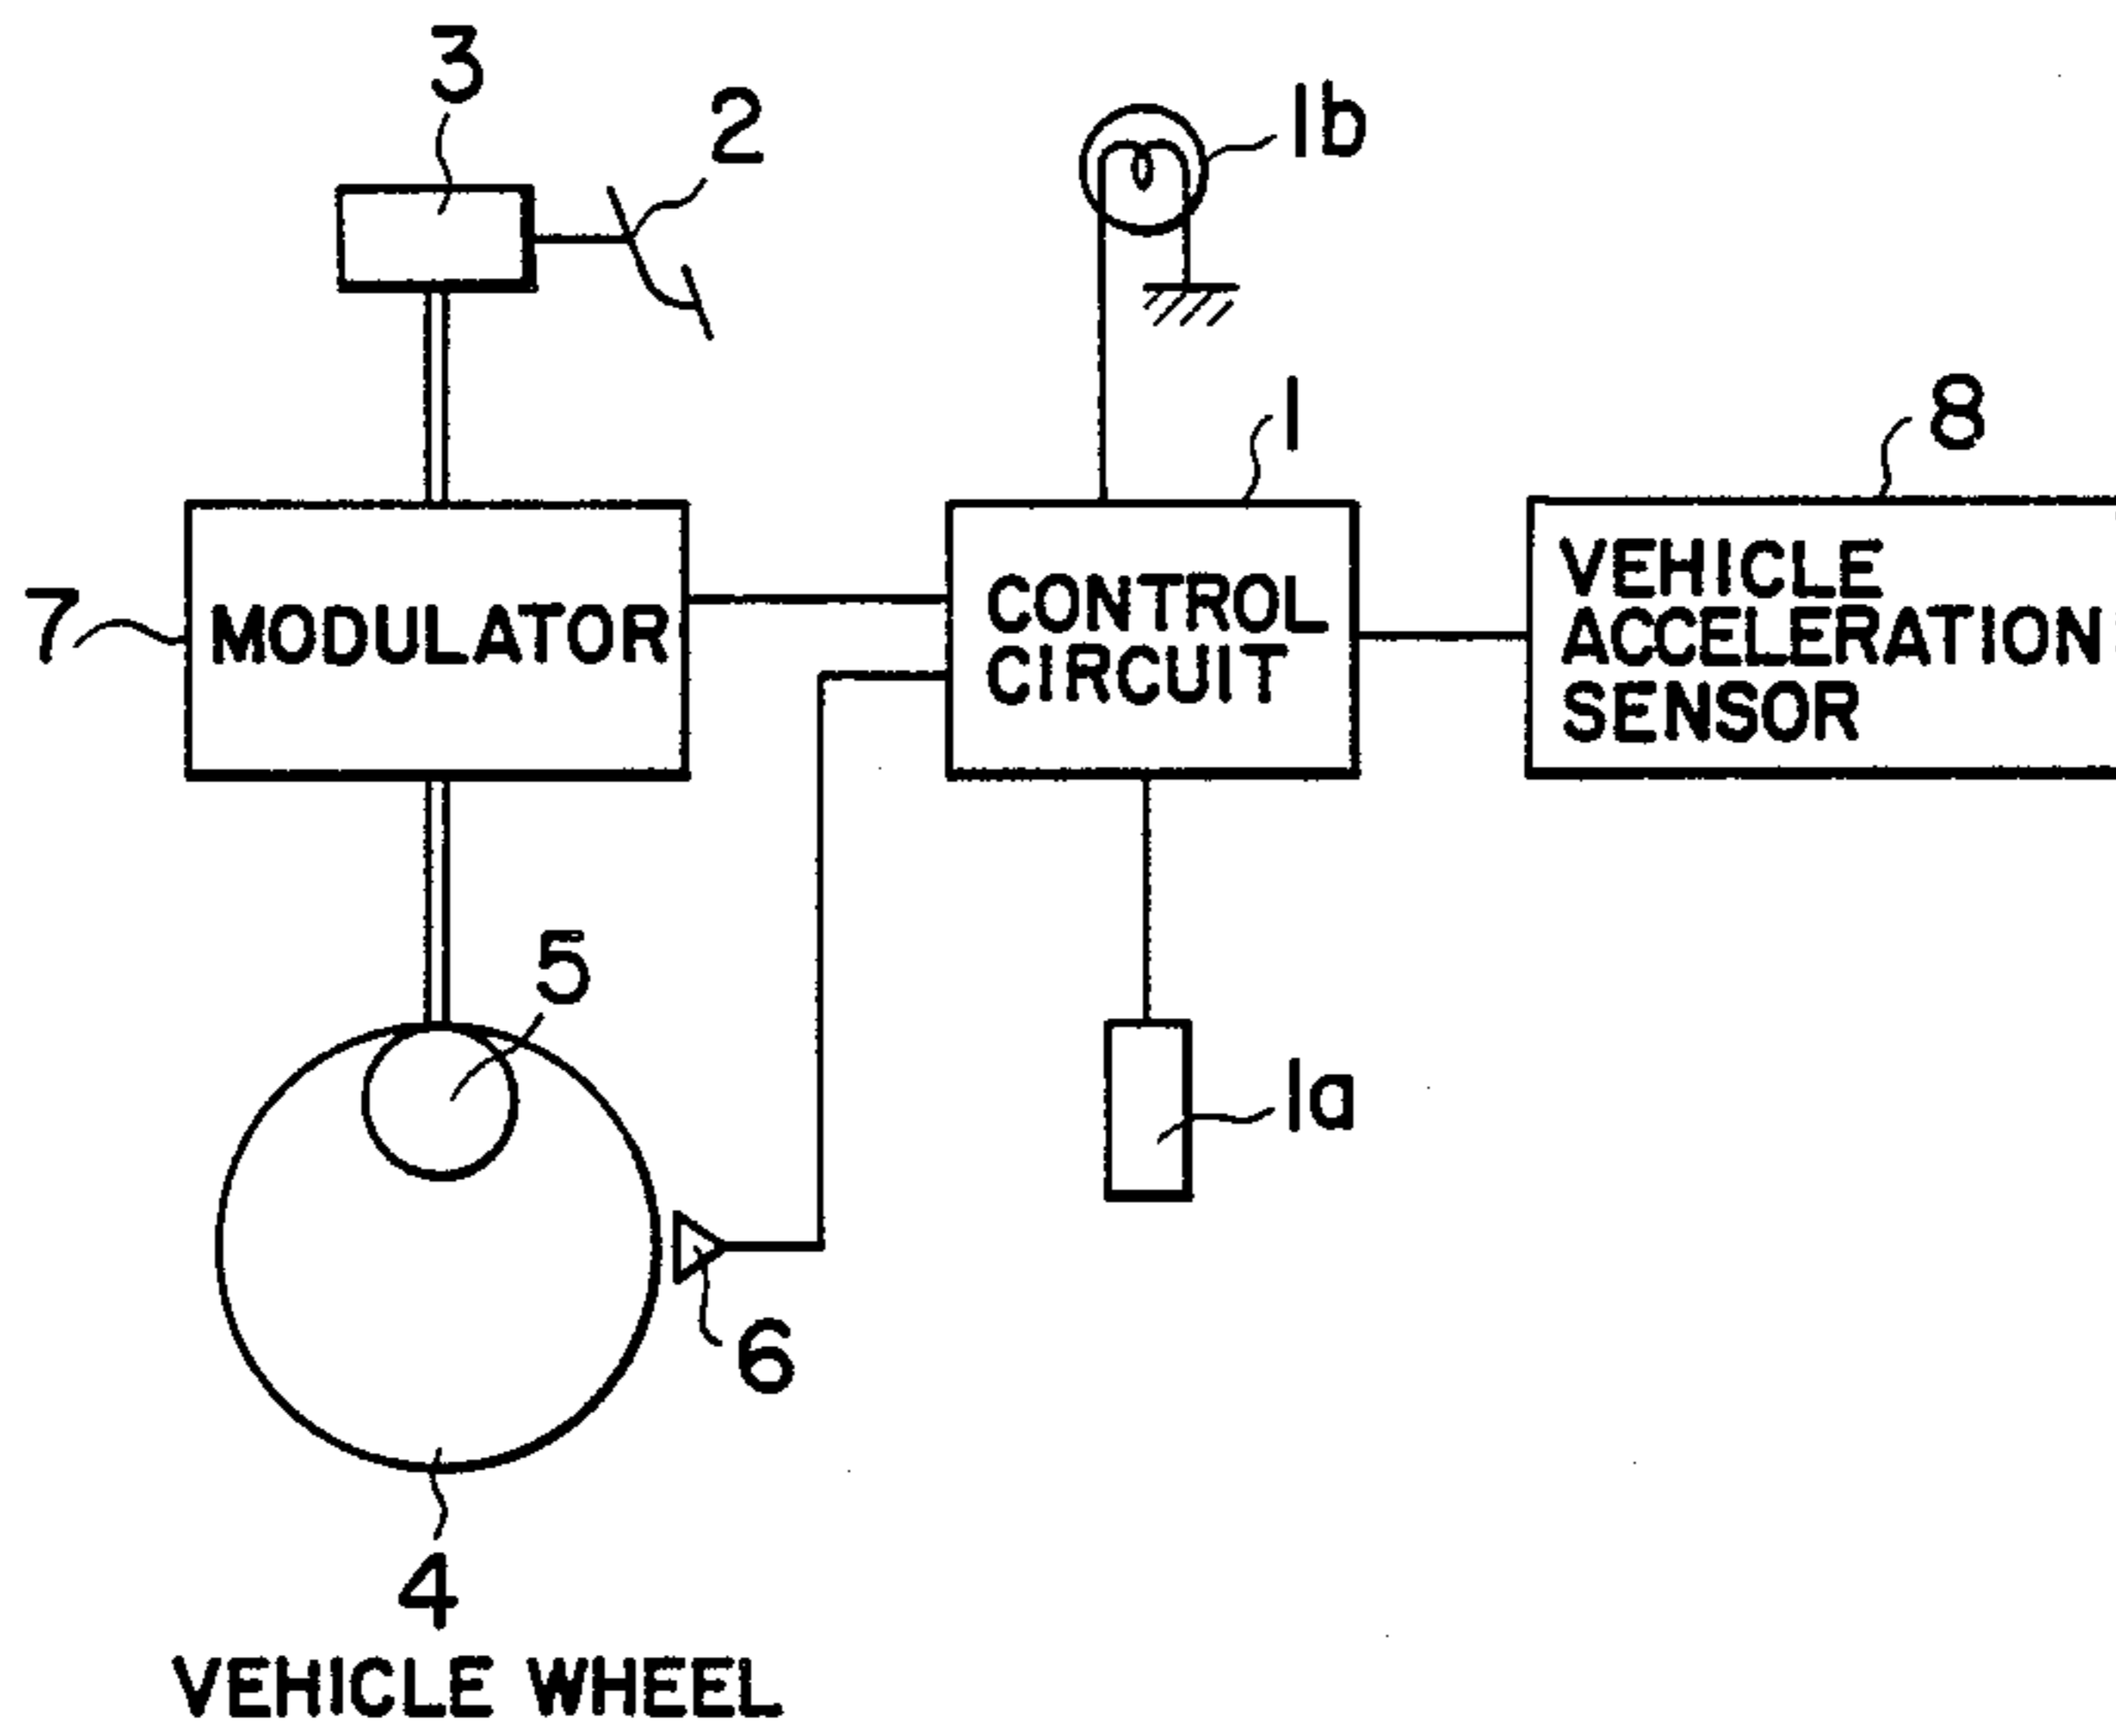 3
2
1b
1
8
7
MODULATOR
CONTROL
CIRCUIT
VEHICLE
ACCELERATION
SENSOR
5
1a
6
4
VEHICLE WHEEL